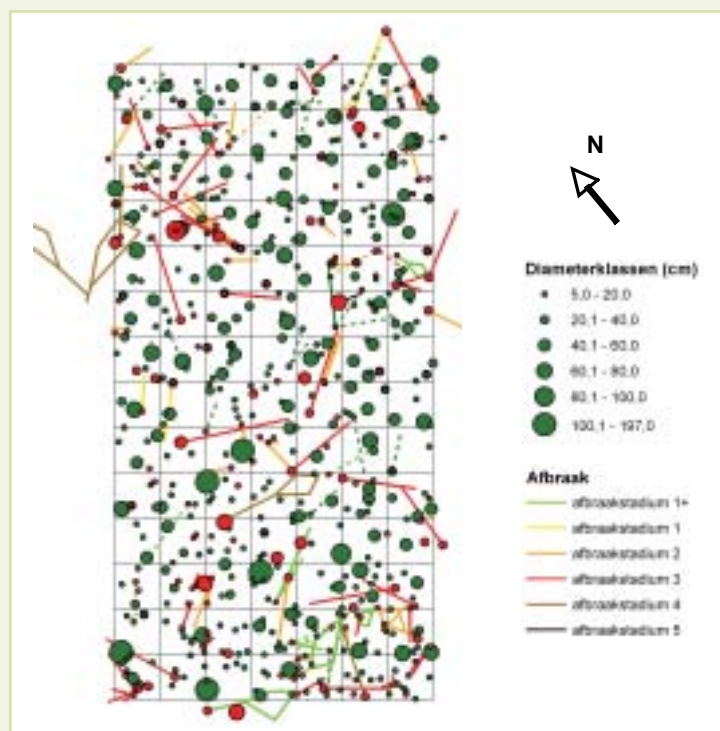 N
Diameterklassen (cm)
5,0 - 20,0
20,1 - 40,0
40,1 - 60,0
60,1 - 80,0
80,1 - 100,0
100,1 - 197,0
Afbraak
afbraakstadium 1+
afbraakstadium 1
afbraakstadium 2
afbraakstadium 3
afbraakstadium 4
afbraakstadium 5